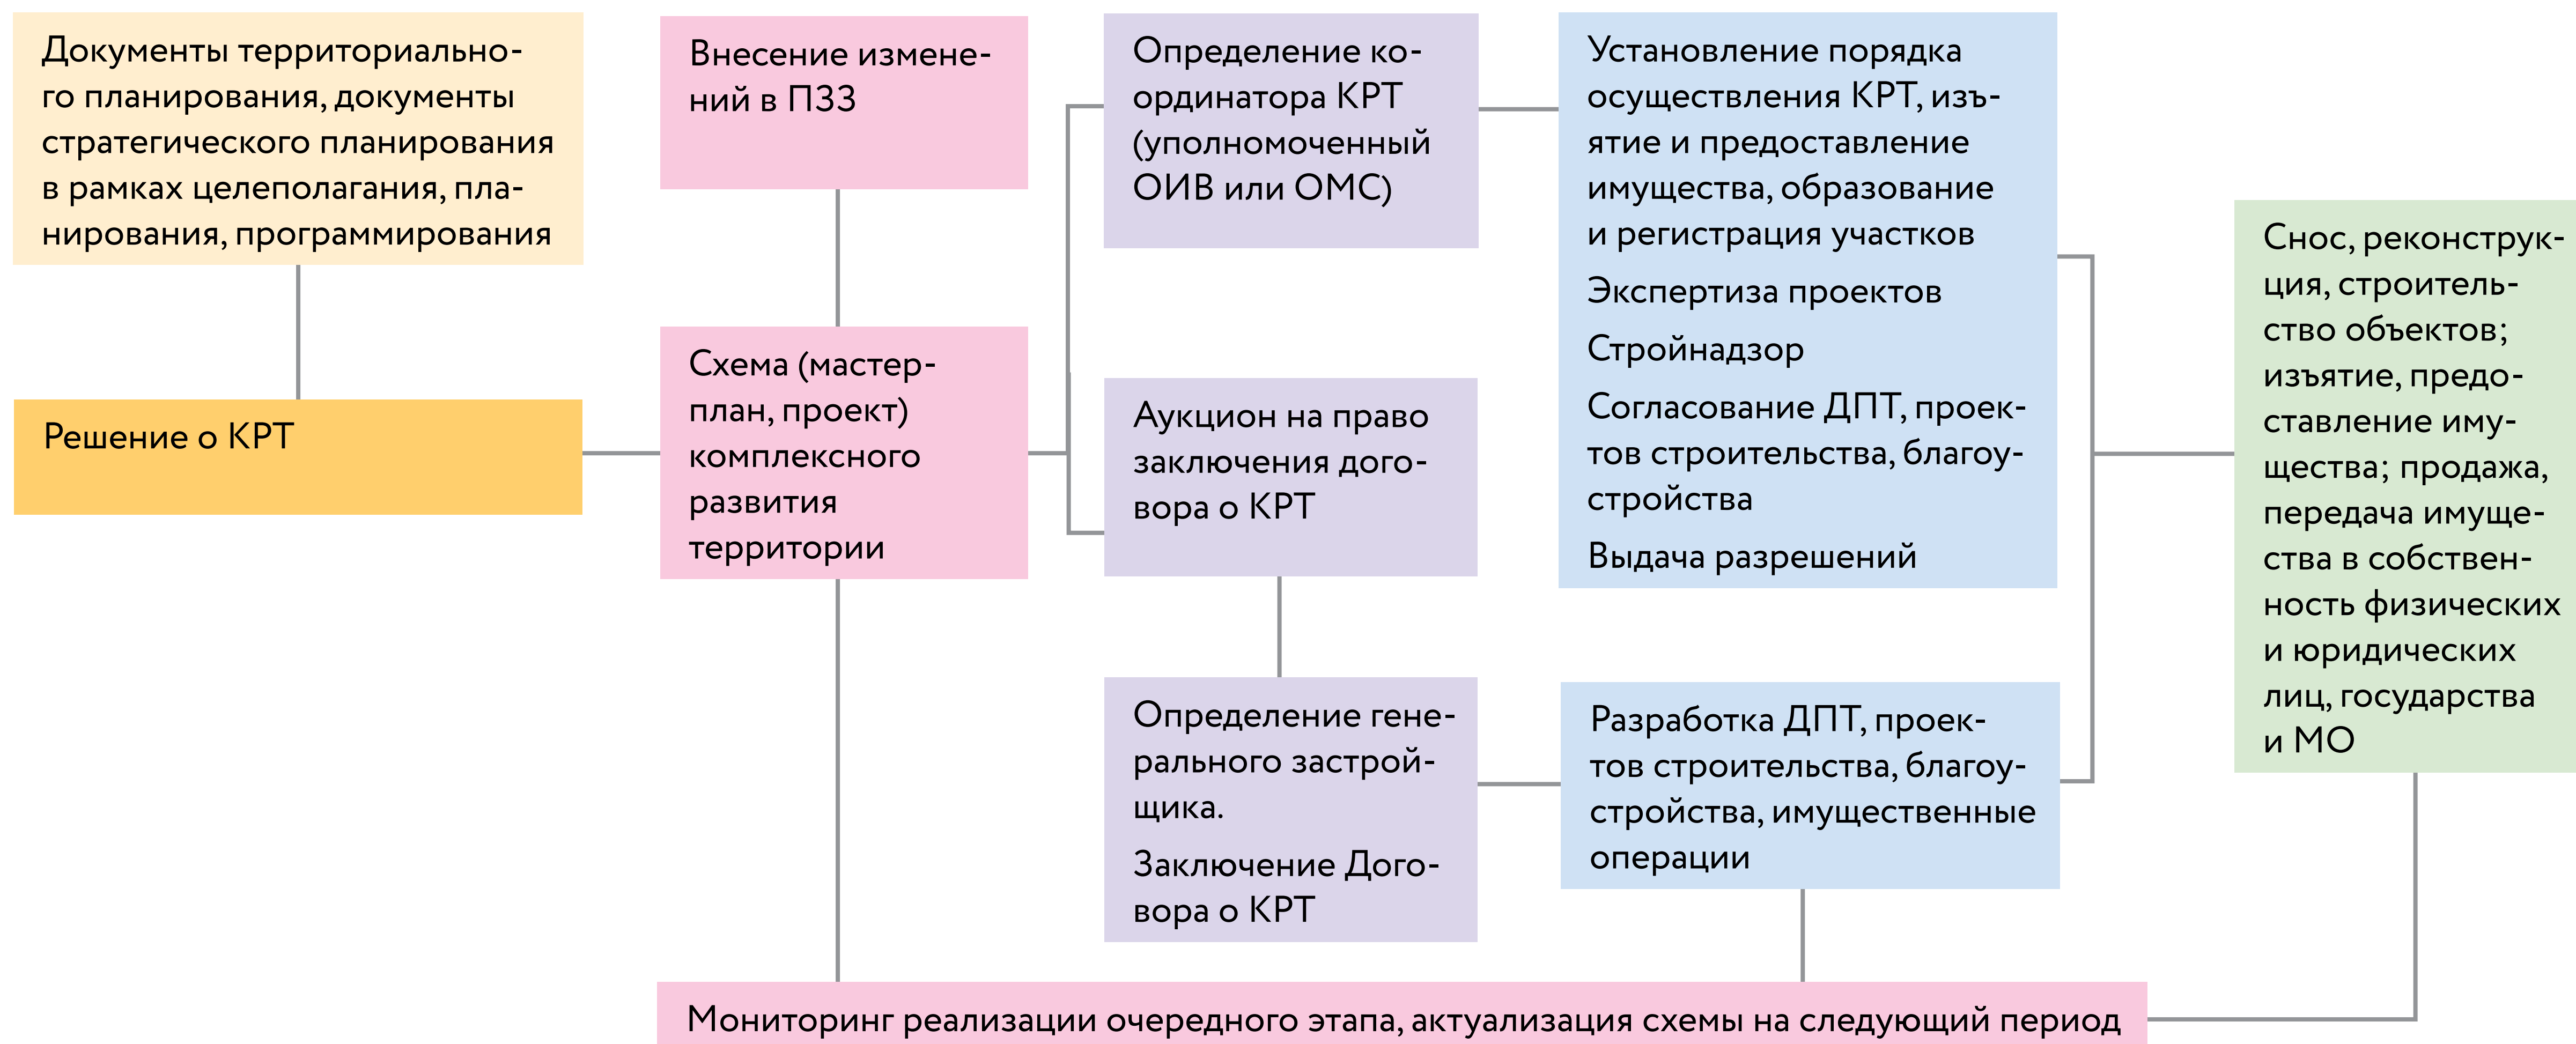 Документы территориально-
го планирования, документы
стратегического планирования
в рамках целеполагания, пла-
нирования, программирования
Решение о КРТ
Внесение измене-
ний в ПЗЗ
Схема (мастер-
план, проект)
комплексного
развития
территории
Определение ко-
ординатора КРТ
(уполномоченный
ОИВ или ОМС)
Аукцион на право
заключения дого-
вора о КРТ
Определение гене-
рального застрой-
щика.
Заключение Дого-
вора о КРТ
Установление порядка
осуществления КРТ, изъ-
ятие и предоставление
имущества, образование
и регистрация участков
Экспертиза проектов
Стройнадзор
Согласование ДПТ, проек-
тов строительства, благоу-
стройства
Выдача разрешений
Разработка ДПТ, проек-
тов строительства, благоу-
стройства, имущественные
операции
Снос, реконструк-
ция, строитель-
ство объектов;
изъятие, предо-
ставление иму-
щества; продажа,
передача имуще-
ства в собствен-
ность физических
и юридических
лиц, государства
и МО
Мониторинг реализации очередного этапа, актуализация схемы на следующий период